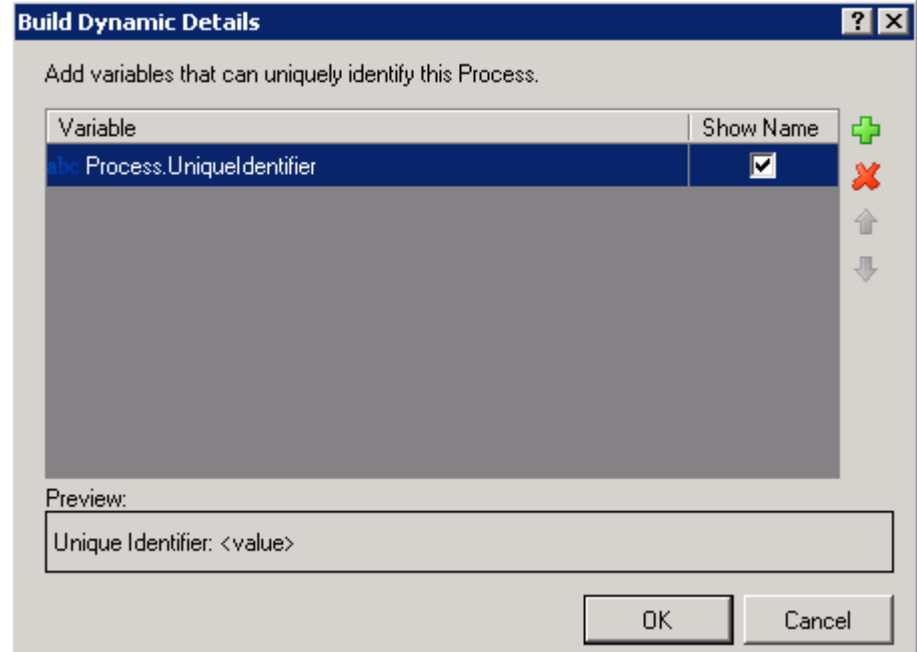 Build Dynamic Details
Add variables that can uniquely identify this Process.
Variable Show Name
abc Process.UniqueIdentifier
Preview:
Unique Identifier: <value>
OK Cancel